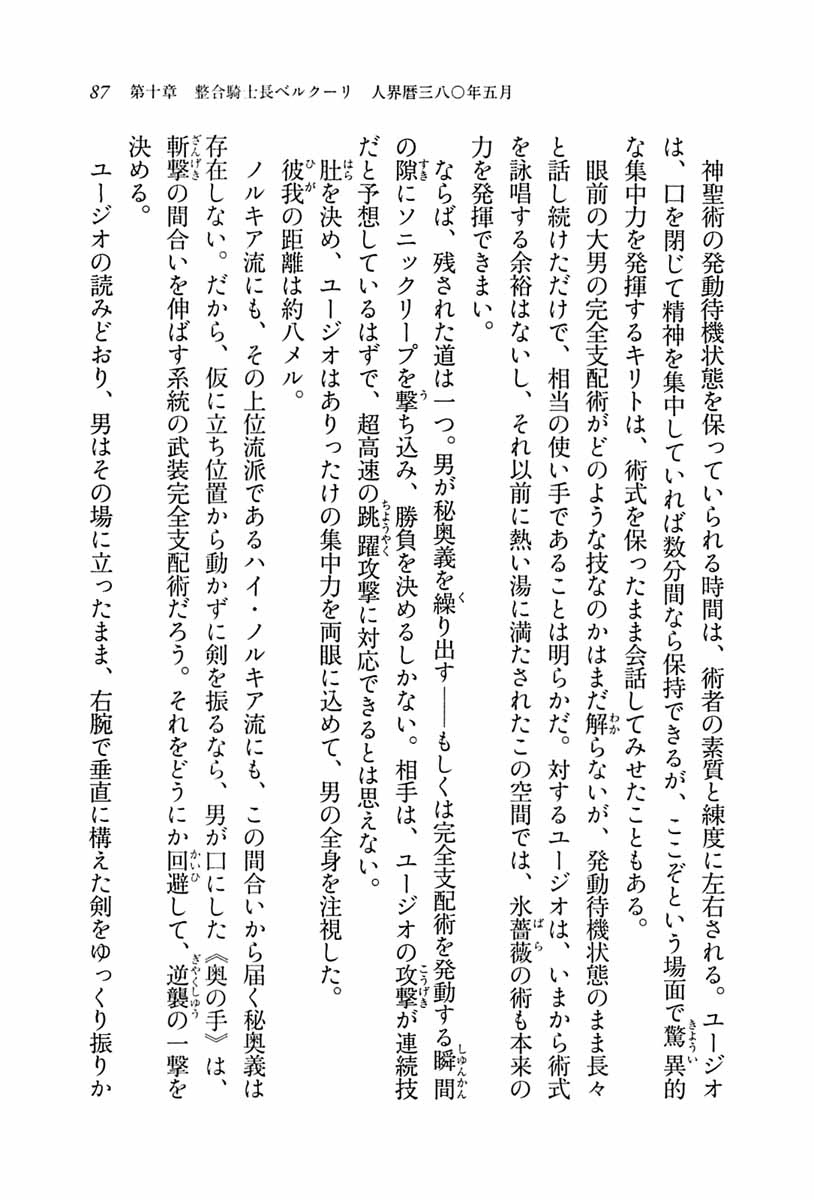 87　第十章　整合騎士長ベルクーリ　人界暦三八〇年五月
　神聖術の発動待機状態を保っていられる時間は、術者の素質と練度に左右される。ユージオ
は、口を閉じて精神を集中していれば数分間なら保持できるが、ここぞという場面で驚異的
な集中力を発揮するキリトは、術式を保ったまま会話してみせたこともある。
　眼前の大男の完全支配術がどのような技なのかはまだ解らないが、発動待機状態のまま長々
と話し続けただけで、相当の使い手であることは明らかだ。対するユージオは、いまから術式
を詠唱する余裕はないし、それ以前に熱い湯に満たされたこの空間では、氷薔薇の術も本来の
力を発揮できまい。
　ならば、残された道は一つ。男が秘奥義を繰り出す――もしくは完全支配術を発動する瞬間
の隙にソニックリープを撃ち込み、勝負を決めるしかない。相手は、ユージオの攻撃が連続技
だと予想しているはずで、超高速の跳躍攻撃に対応できるとは思えない。
　肚を決め、ユージオはありったけの集中力を両眼に込めて、男の全身を注視した。
　彼我の距離は約八メル。
　ノルキア流にも、その上位流派であるハイ・ノルキア流にも、この間合いから届く秘奥義は
存在しない。だから、仮に立ち位置から動かずに剣を振るなら、男が口にした《奥の手》は、
斬撃の間合いを伸ばす系統の武装完全支配術だろう。それをどうにか回避して、逆襲の一撃を
決める。
　ユージオの読みどおり、男はその場に立ったまま、右腕で垂直に構えた剣をゆっくり振りか